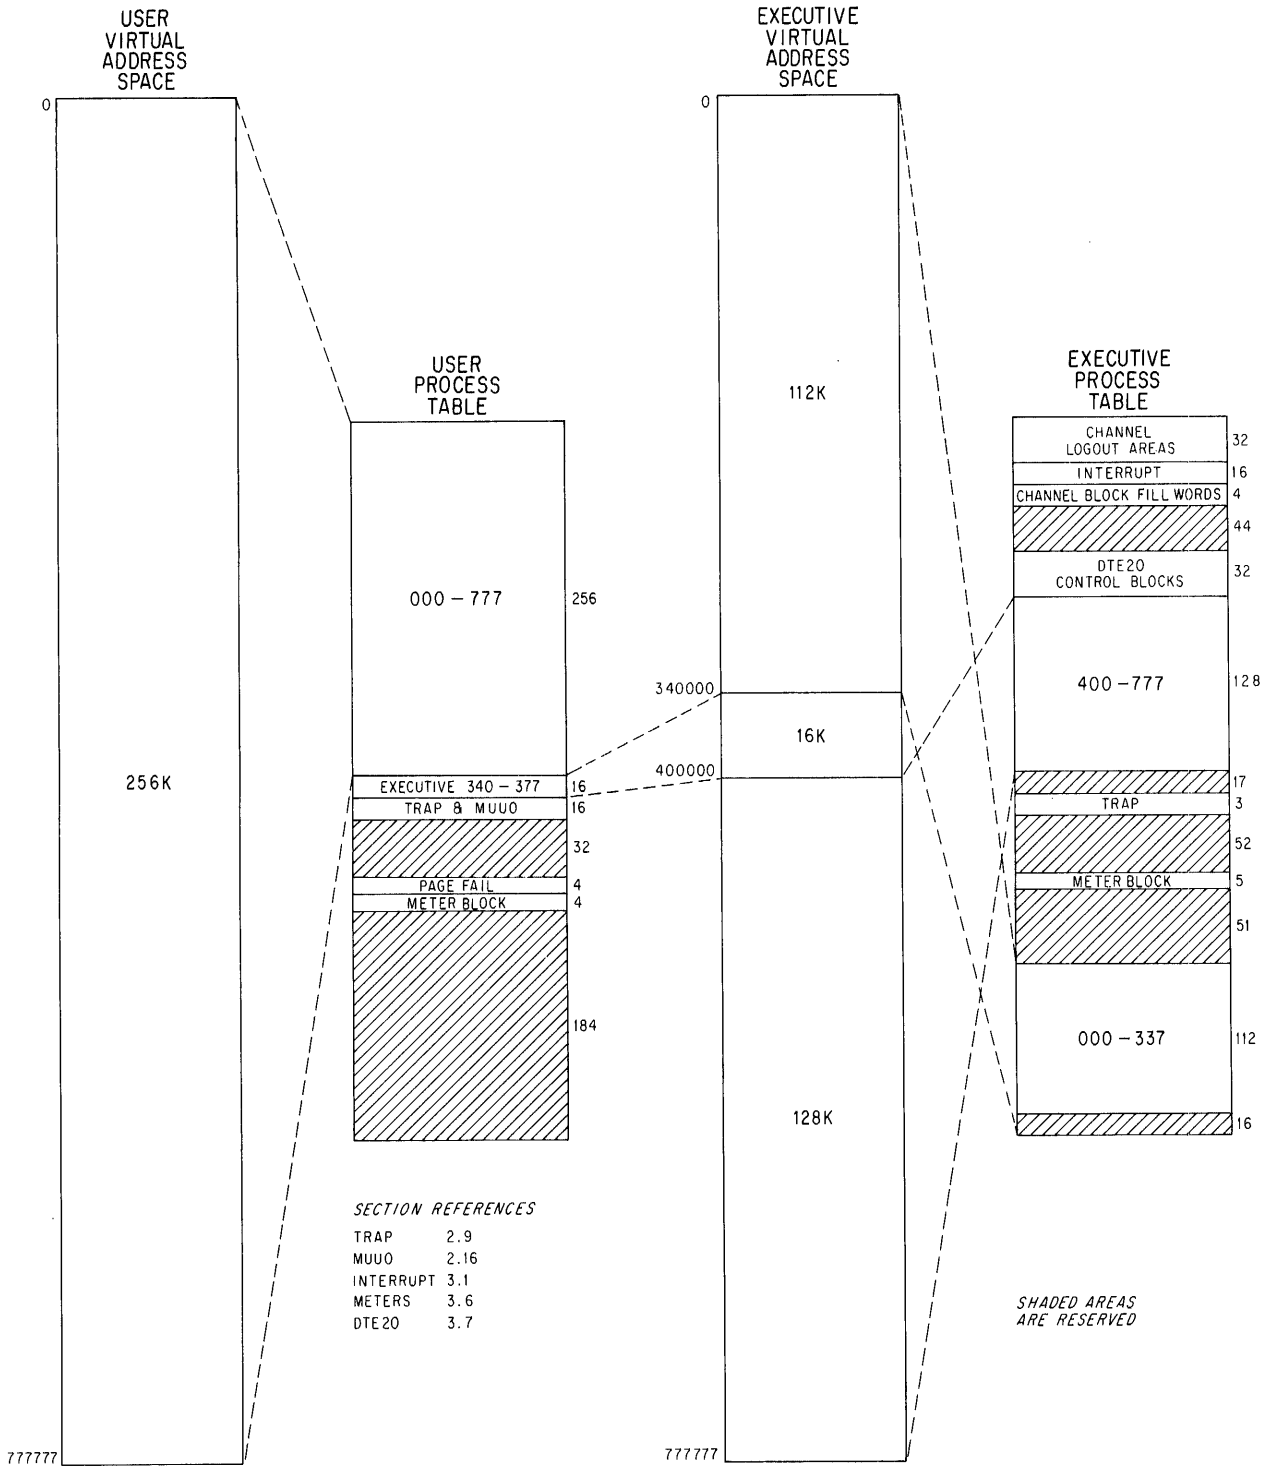 USER
VIRTUAL
ADDRESS
SPACE
0
256K
777777
USER
PROCESS
TABLE
000 – 777
256
EXECUTIVE 340 – 377
16
TRAP & MUUO
16
32
PAGE FAIL
4
METER BLOCK
4
184
SECTION REFERENCES
TRAP 2.9
MUUO 2.16
INTERRUPT 3.1
METERS 3.6
DTE20 3.7
EXECUTIVE
VIRTUAL
ADDRESS
SPACE
0
112K
340000
16K
400000
128K
777777
EXECUTIVE
PROCESS
TABLE
CHANNEL
LOGOUT AREAS
32
INTERRUPT
16
CHANNEL BLOCK FILL WORDS
4
44
DTE20
CONTROL BLOCKS
32
400 – 777
128
17
TRAP
3
52
METER BLOCK
5
51
000 – 337
112
16
SHADED AREAS
ARE RESERVED